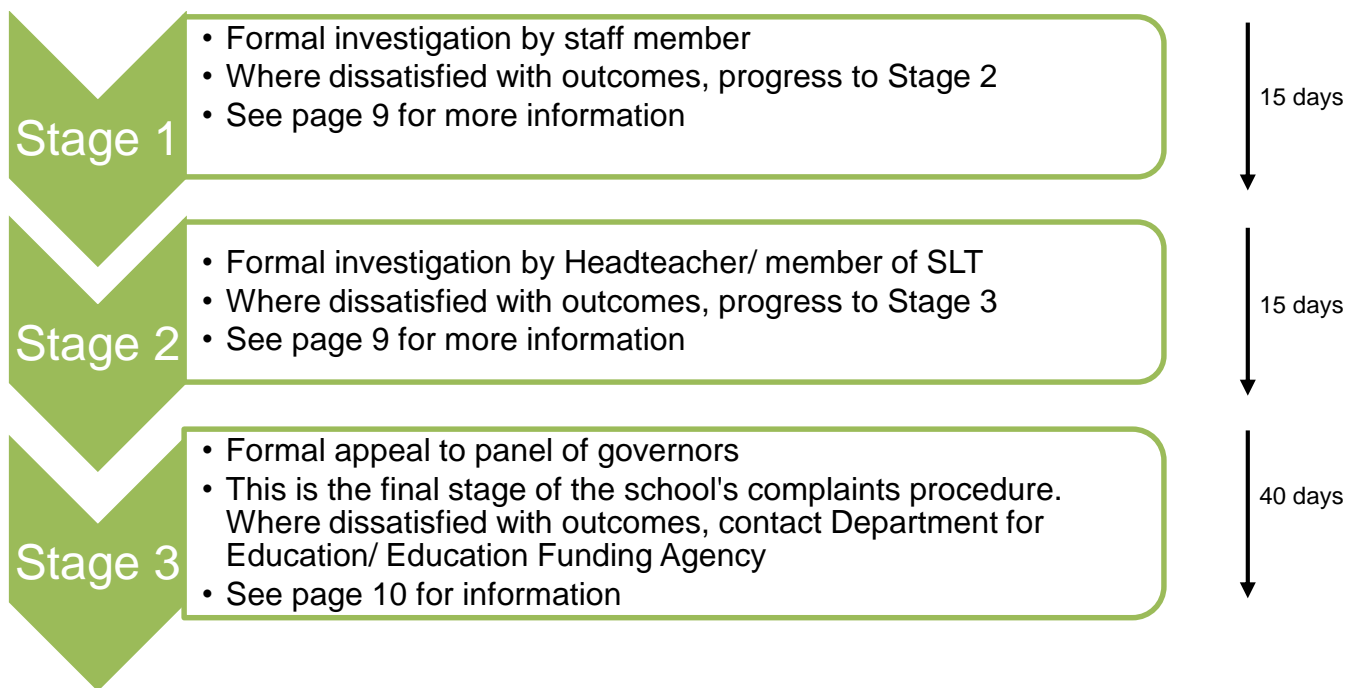 Stage 1
• Formal investigation by staff member
• Where dissatisfied with outcomes, progress to Stage 2
• See page 9 for more information
15 days
Stage 2
• Formal investigation by Headteacher/ member of SLT
• Where dissatisfied with outcomes, progress to Stage 3
• See page 9 for more information
15 days
Stage 3
• Formal appeal to panel of governors
• This is the final stage of the school's complaints procedure.
Where dissatisfied with outcomes, contact Department for
Education/ Education Funding Agency
• See page 10 for information
40 days